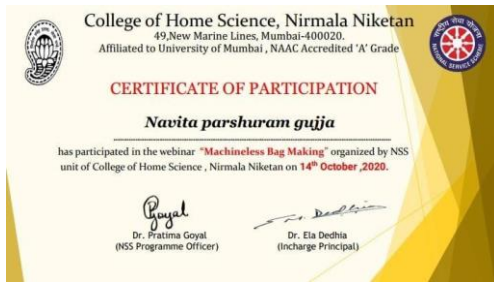 College of Home Science, Nirmala Niketan
49,New Marine Lines, Mumbai-400020.
Affiliated to University of Mumbai , NAAC Accredited 'A' Grade
CERTIFICATE OF PARTICIPATION
Navita parshuram gujja
has participated in the webinar "Machineless Bag Making" organized by NSS
unit of College of Home Science , Nirmala Niketan on 14th October ,2020.
Goyal
Dr. Pratima Goyal
(NSS Programme Officer)
Dr. Ela Dedhia
(Incharge Principal)
NATIONAL SERVICE SCHEME